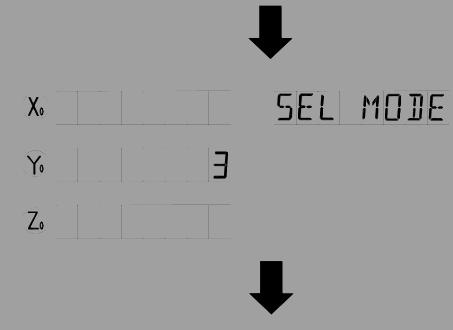 X₀ SEL MODE
Y₀ 3
Z₀